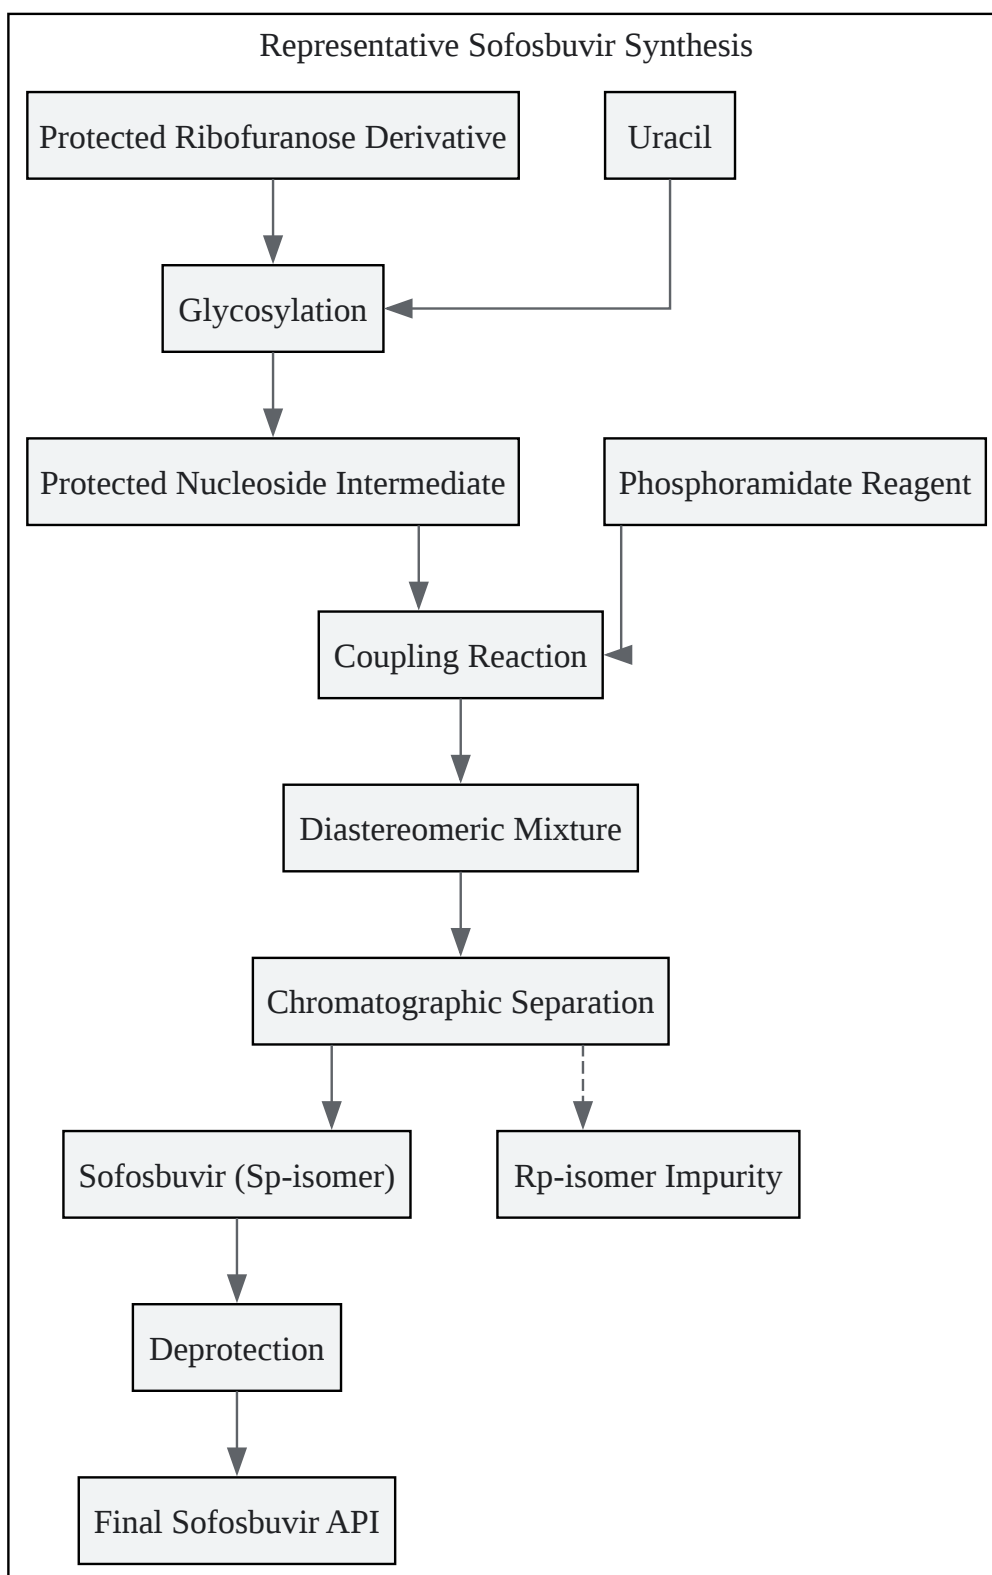 Representative Sofosbuvir Synthesis
Protected Ribofuranose Derivative
Uracil
Glycosylation
Protected Nucleoside Intermediate
Phosphoramidate Reagent
Coupling Reaction
Diastereomeric Mixture
Chromatographic Separation
Sofosbuvir (Sp-isomer)
Rp-isomer Impurity
Deprotection
Final Sofosbuvir API